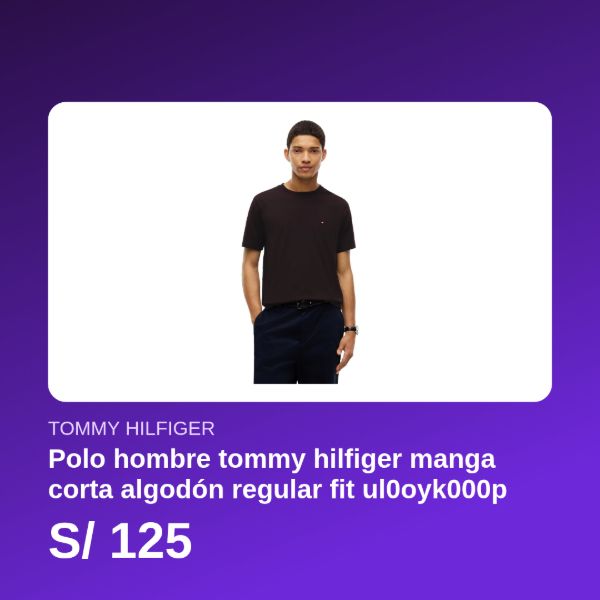 TOMMY HILFIGER
Polo hombre tommy hilfiger manga
corta algodón regular fit ul0oyk000p
S/ 125